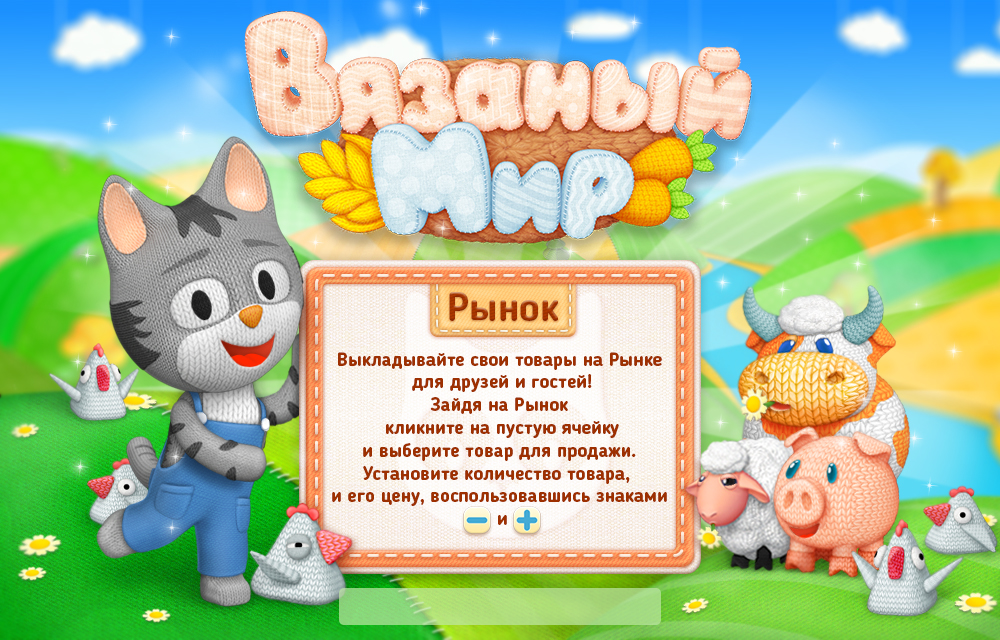 Вязаный
Мир
Рынок
Выкладывайте свои товары на Рынке
для друзей и гостей!
Зайдя на Рынок
кликните на пустую ячейку
и выберите товар для продажи.
Установите количество товара,
и его цену, воспользовавшись знаками
- и +